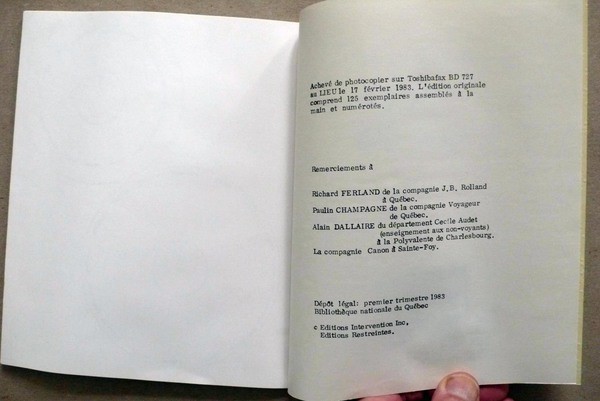 Achevé de photocopier sur Toshibafax BD 727
au LIEU le 17 février 1983. L'édition originale
comprend 125 exemplaires assemblés à la
main et numérotés.
Remerciements à
Richard FERLAND de la compagnie J.B. Rolland
à Québec.
Paulin CHAMPAGNE de la compagnie Voyageur
de Québec.
Alain DALLAIRE du département Cecile Audet
(enseignement aux non-voyants)
à la Polyvalente de Charlesbourg.
La compagnie Canon à Sainte-Foy.
Dépôt légal: premier trimestre 1983
Bibliothèque nationale du Québec
© Editions Intervention Inc.
Editions Restreintes.